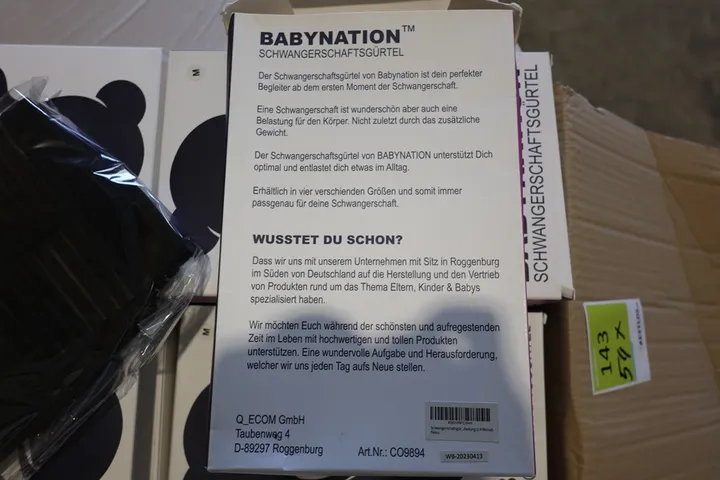 BABYNATION™
SCHWANGERSCHAFTSGÜRTEL
Der Schwangerschaftsgürtel von Babynation ist dein perfekter
Begleiter ab dem ersten Moment der Schwangerschaft.
Eine Schwangerschaft ist wunderschön aber auch eine
Belastung für den Körper. Nicht zuletzt durch das zusätzliche
Gewicht.
Der Schwangerschaftsgürtel von BABYNATION unterstützt Dich
optimal und entlastet dich etwas im Alltag.
Erhältlich in vier verschienden Größen und somit immer
passgenau für deine Schwangerschaft.
WUSSTET DU SCHON?
Dass wir uns mit unserem Unternehmen mit Sitz in Roggenburg
im Süden von Deutschland auf die Herstellung und den Vertrieb
von Produkten rund um das Thema Eltern, Kinder & Babys
spezialisiert haben.
Wir möchten Euch während der schönsten und aufregestenden
Zeit im Leben mit hochwertigen und tollen Produkten
unterstützen. Eine wundervolle Aufgabe und Herausforderung,
welcher wir uns jeden Tag aufs Neue stellen.
Q_ECOM GmbH
Taubenweg 4
D-89297 Roggenburg
Art.Nr.: CO9894
WB-20230413
M
M
SCHWANGERSCHAFTSGÜRTEL
143
59 X